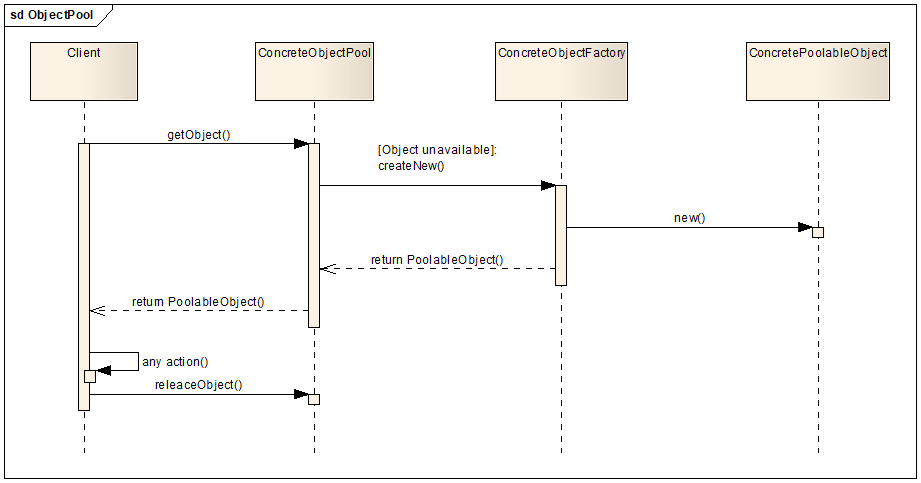 sd ObjectPool
Client
ConcreteObjectPool
ConcreteObjectFactory
ConcretePoolableObject
getObject()
[Object unavailable]:
createNew()
new()
return PoolableObject()
return PoolableObject()
any action()
releaceObject()